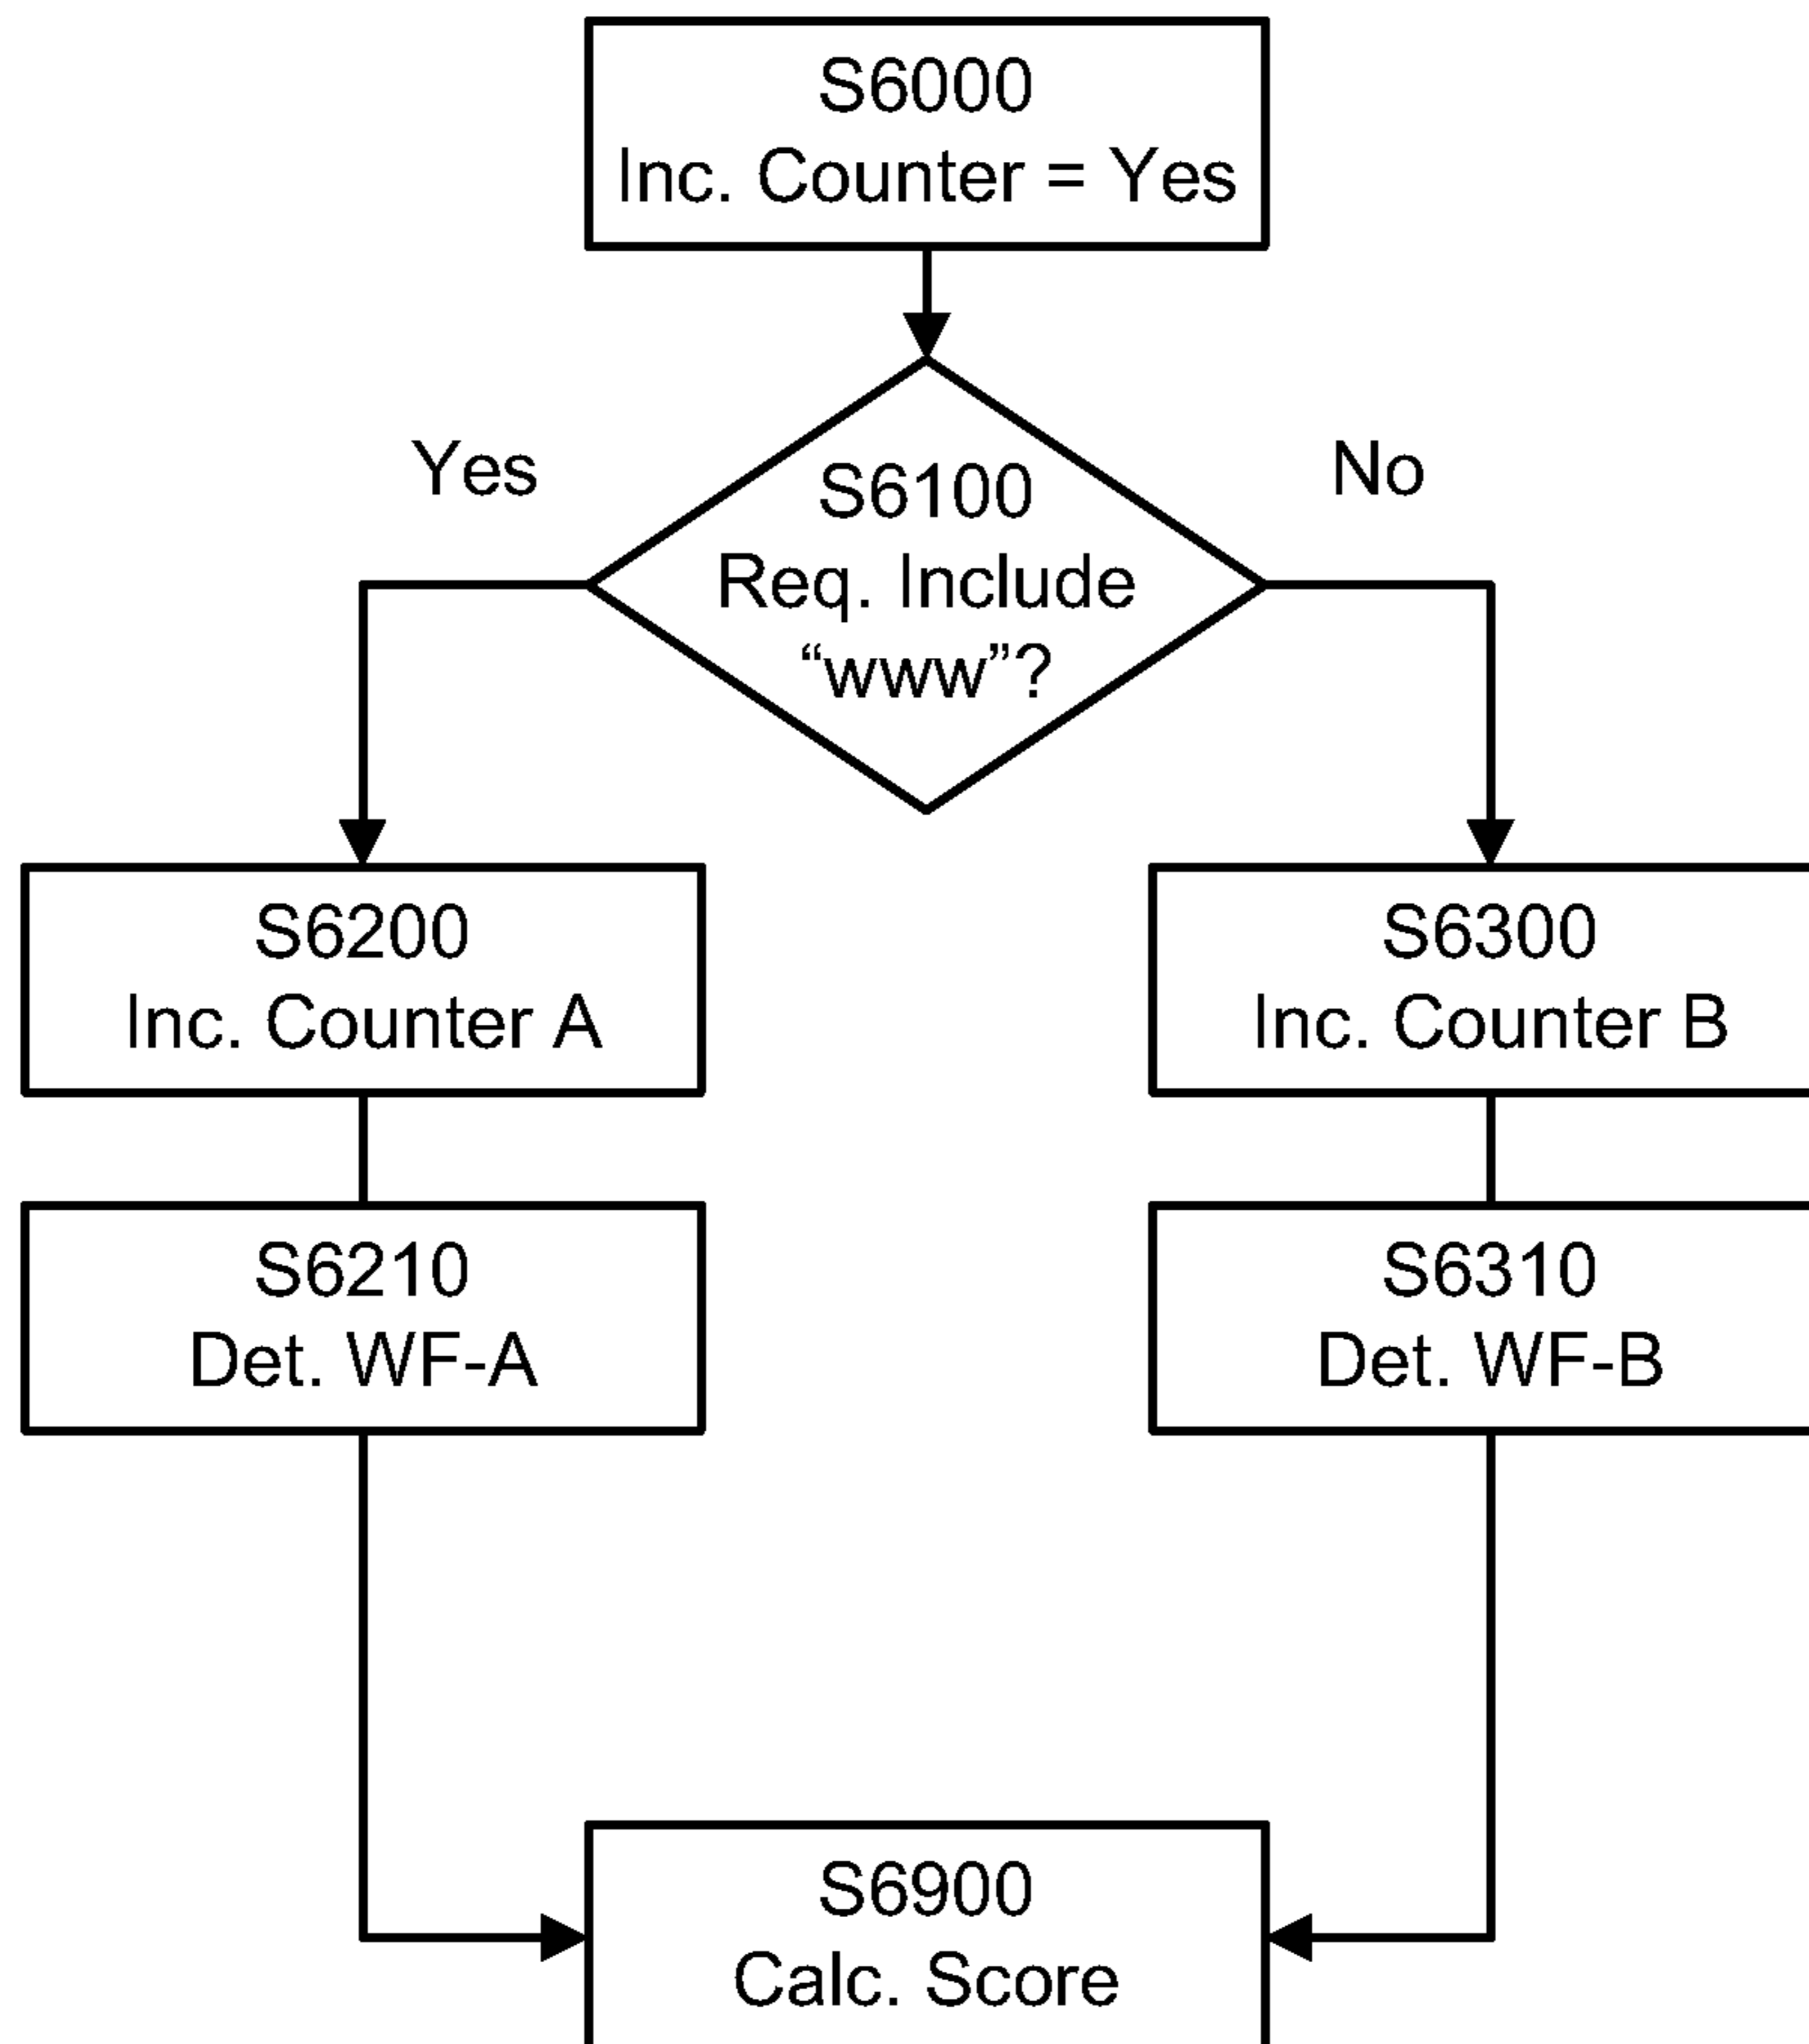 S6000
Inc. Counter = Yes
Yes
No
S6100
Req. Include
“www”?
S6200
Inc. Counter A
S6300
Inc. Counter B
S6210
Det. WF-A
S6310
Det. WF-B
S6900
Calc. Score